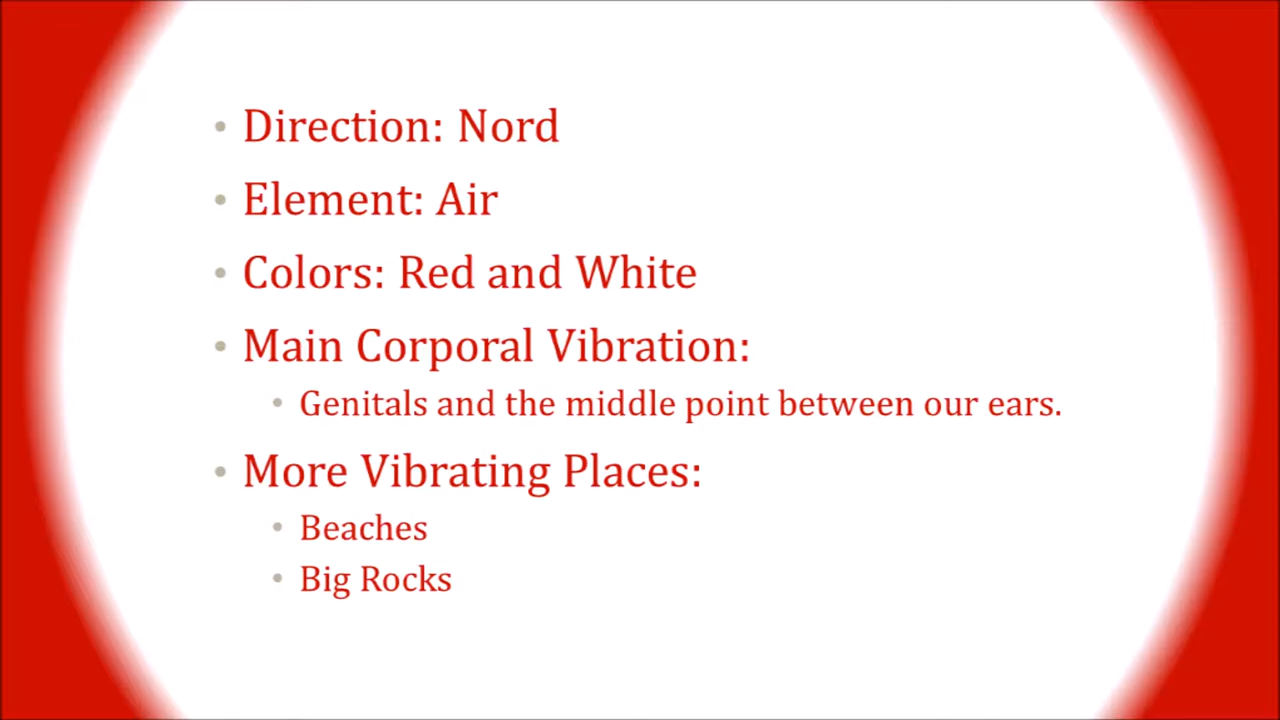 • Direction: Nord
• Element: Air
• Colors: Red and White
• Main Corporal Vibration:
• Genitals and the middle point between our ears.
• More Vibrating Places:
• Beaches
• Big Rocks